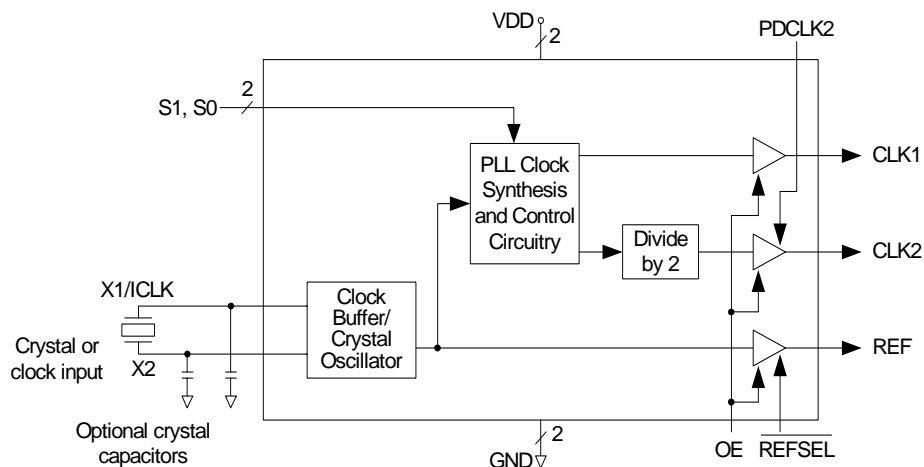 VDD
2
PDCLK2
2
S1, S0
CLK1
PLL Clock
Synthesis
and Control
Circuitry
Divide
by 2
CLK2
X1/ICLK
Clock
Buffer/
Crystal
Oscillator
REF
Crystal or
clock input
X2
Optional crystal
capacitors
2
GND
OE
REFSEL